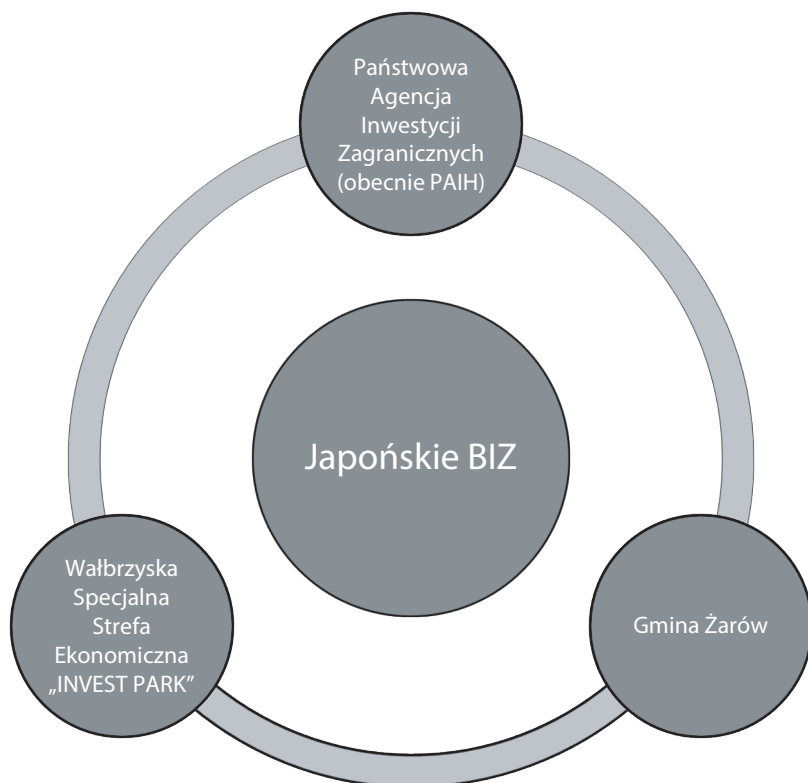 Państwowa
Agencja
Inwestycji
Zagranicznych
(obecnie PAIH)
Japońskie BIZ
Wałbrzyska
Specjalna
Strefa
Ekonomiczna
„INVEST PARK”
Gmina Żarów